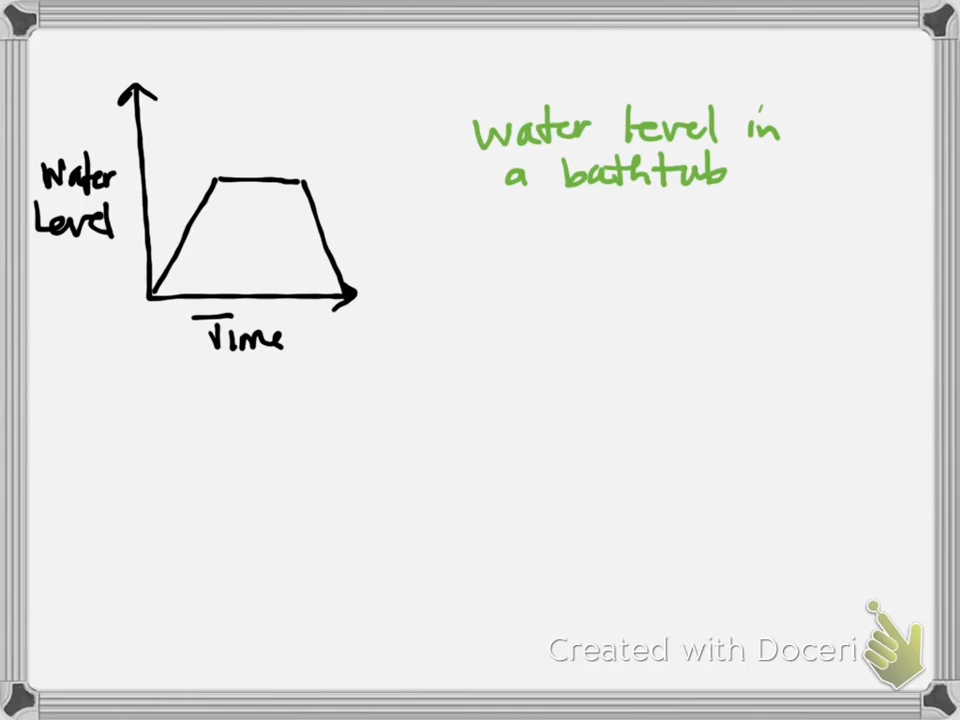 Water level in
a bathtub
Water
Level
Time
Created with Doceri